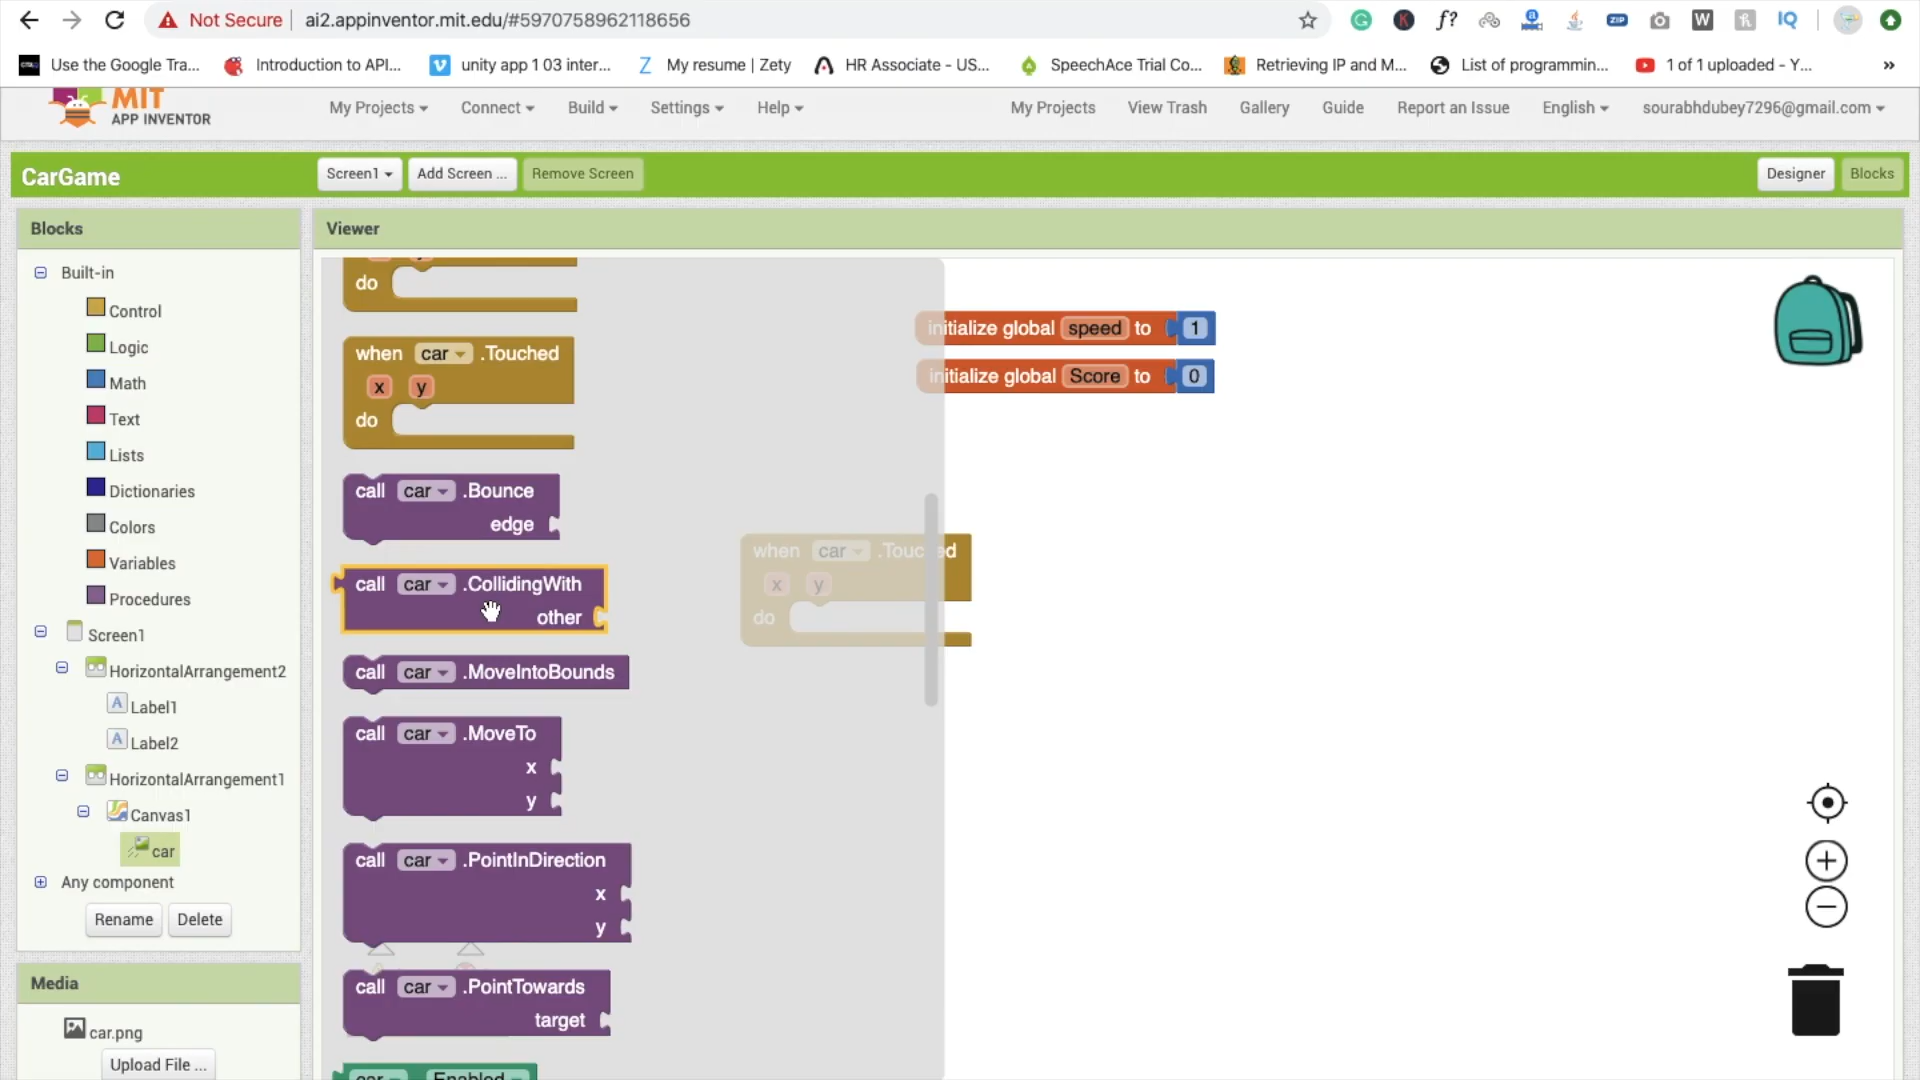 Not Secure ai2.appinventor.mit.edu/#5970758962118656
Use the Google Tra... Introduction to API... unity app 1 03 inter... My resume | Zety HR Associate - US... SpeechAce Trial Co... Retrieving IP and M... List of programmin... 1 of 1 uploaded - Y... »
MIT APP INVENTOR
My Projects Connect Build Settings Help My Projects View Trash Gallery Guide Report an Issue English sourabhdubey7296@gmail.com
CarGame Screen1 Add Screen ... Remove Screen Designer Blocks
Blocks
Built-in
Control
Logic
Math
Text
Lists
Dictionaries
Colors
Variables
Procedures
Screen1
HorizontalArrangement2
Label1
Label2
HorizontalArrangement1
Canvas1
car
Any component
Rename Delete
Media
car.png
Upload File ...
Viewer
do
when car .Touched
x y
do
call car .Bounce
edge
call car .CollidingWith
other
call car .MoveIntoBounds
call car .MoveTo
x
y
call car .PointInDirection
x
y
call car .PointTowards
target
car Enabled
initialize global speed to 1
initialize global Score to 0
when car .Touched
x y
do